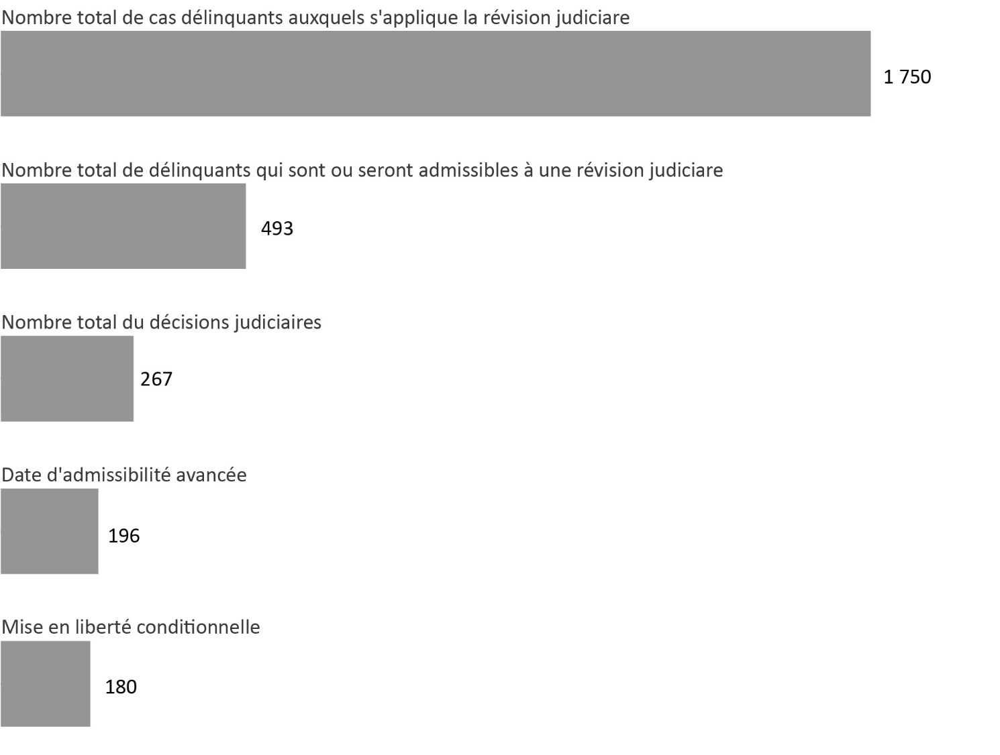 Nombre total de cas délinquants auxquels s'applique la révision judiciare
1 750
Nombre total de délinquants qui sont ou seront admissibles à une révision judiciare
493
Nombre total du décisions judiciaires
267
Date d'admissibilité avancée
196
Mise en liberté conditionnelle
180